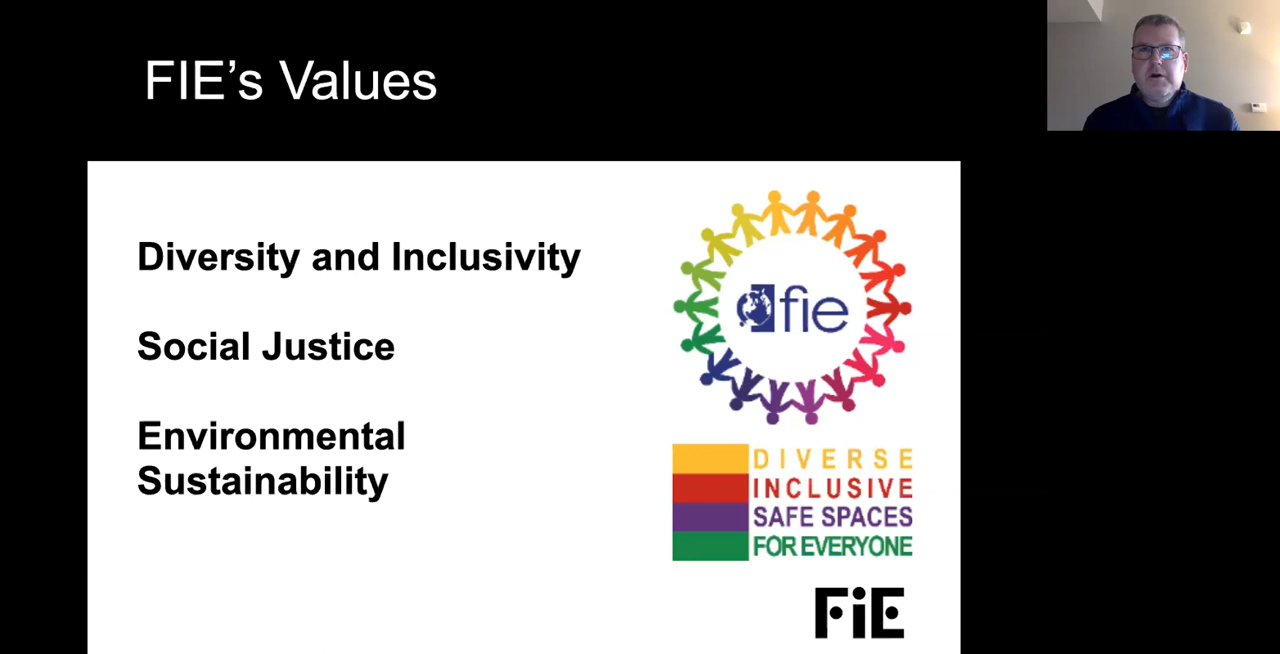 FIE’s Values
Diversity and Inclusivity
Social Justice
Environmental
Sustainability
fie
DIVERSE
INCLUSIVE
SAFE SPACES
FOR EVERYONE
FiE